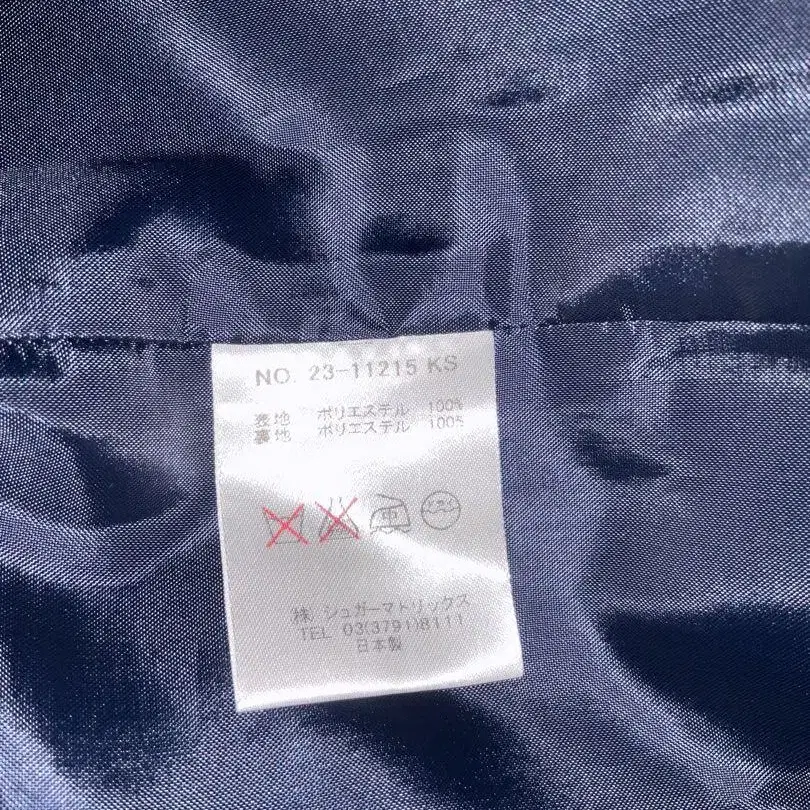 NO. 23-11215 KS
表地 ポリエステル 100%
裏地 ポリエステル 100%
株) シュガーマトリックス
TEL 03(3791)8111
日本製